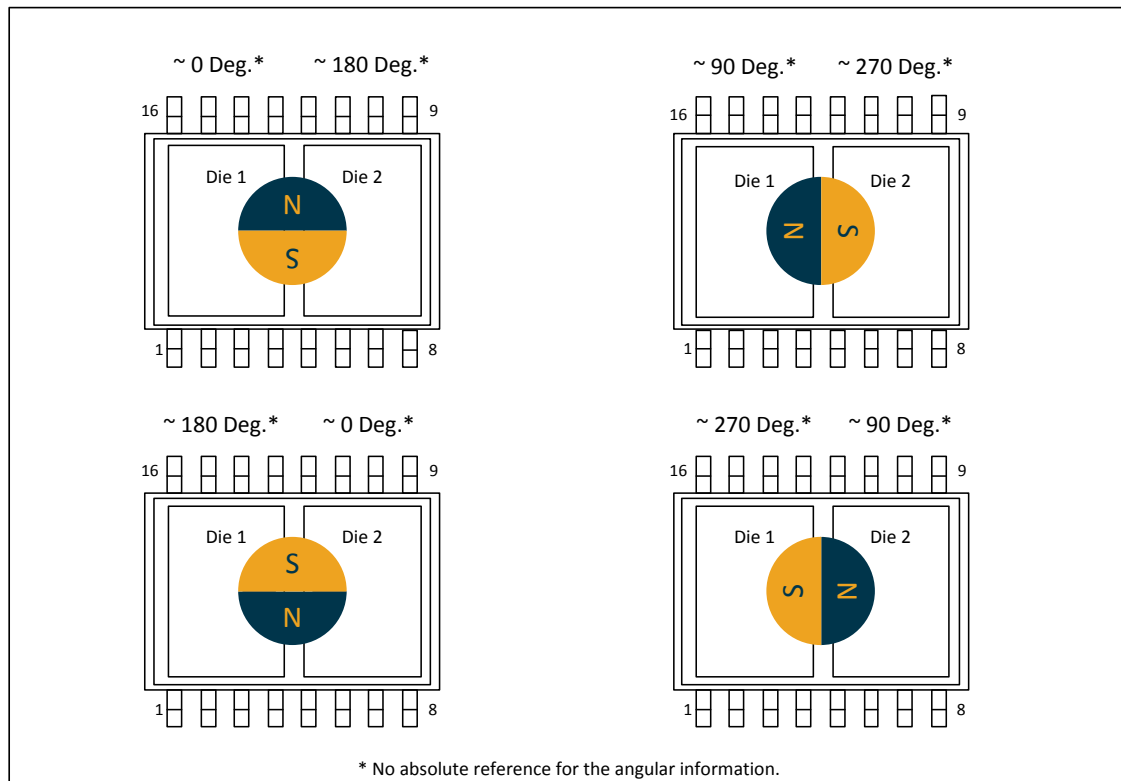 ~ 0 Deg.* ~ 180 Deg.*
16 9
Die 1 Die 2
N
S
1 8
~ 90 Deg.* ~ 270 Deg.*
16 9
Die 1 Die 2
N S
1 8
~ 180 Deg.* ~ 0 Deg.*
16 9
Die 1 Die 2
S
N
1 8
~ 270 Deg.* ~ 90 Deg.*
16 9
Die 1 Die 2
S N
1 8
* No absolute reference for the angular information.